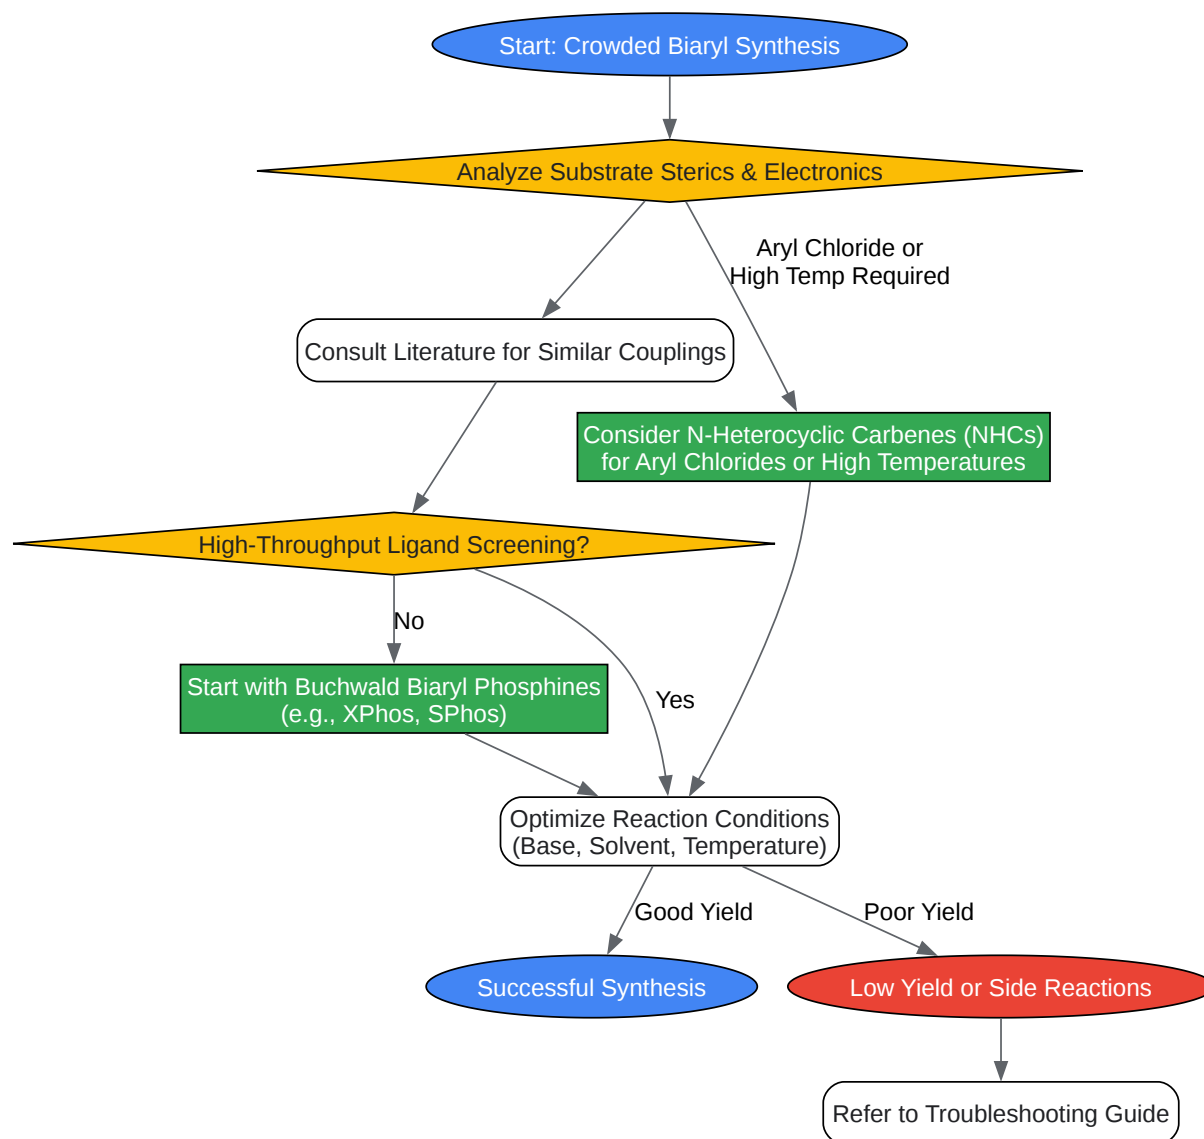 Start: Crowded Biaryl Synthesis
Analyze Substrate Sterics & Electronics
Aryl Chloride or
High Temp Required
Consult Literature for Similar Couplings
Consider N-Heterocyclic Carbenes (NHCs)
for Aryl Chlorides or High Temperatures
High-Throughput Ligand Screening?
No
Start with Buchwald Biaryl Phosphines
(e.g., XPhos, SPhos)
Yes
Optimize Reaction Conditions
(Base, Solvent, Temperature)
Good Yield
Poor Yield
Successful Synthesis
Low Yield or Side Reactions
Refer to Troubleshooting Guide